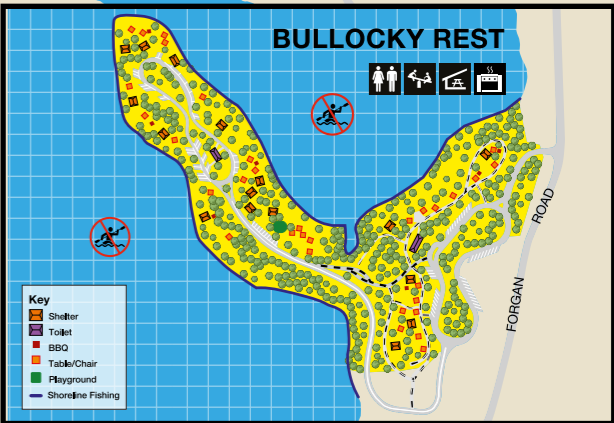 BULLOCKY REST
FORGAN ROAD
Key
Shelter
Toilet
BBQ
Table/Chair
Playground
Shoreline Fishing